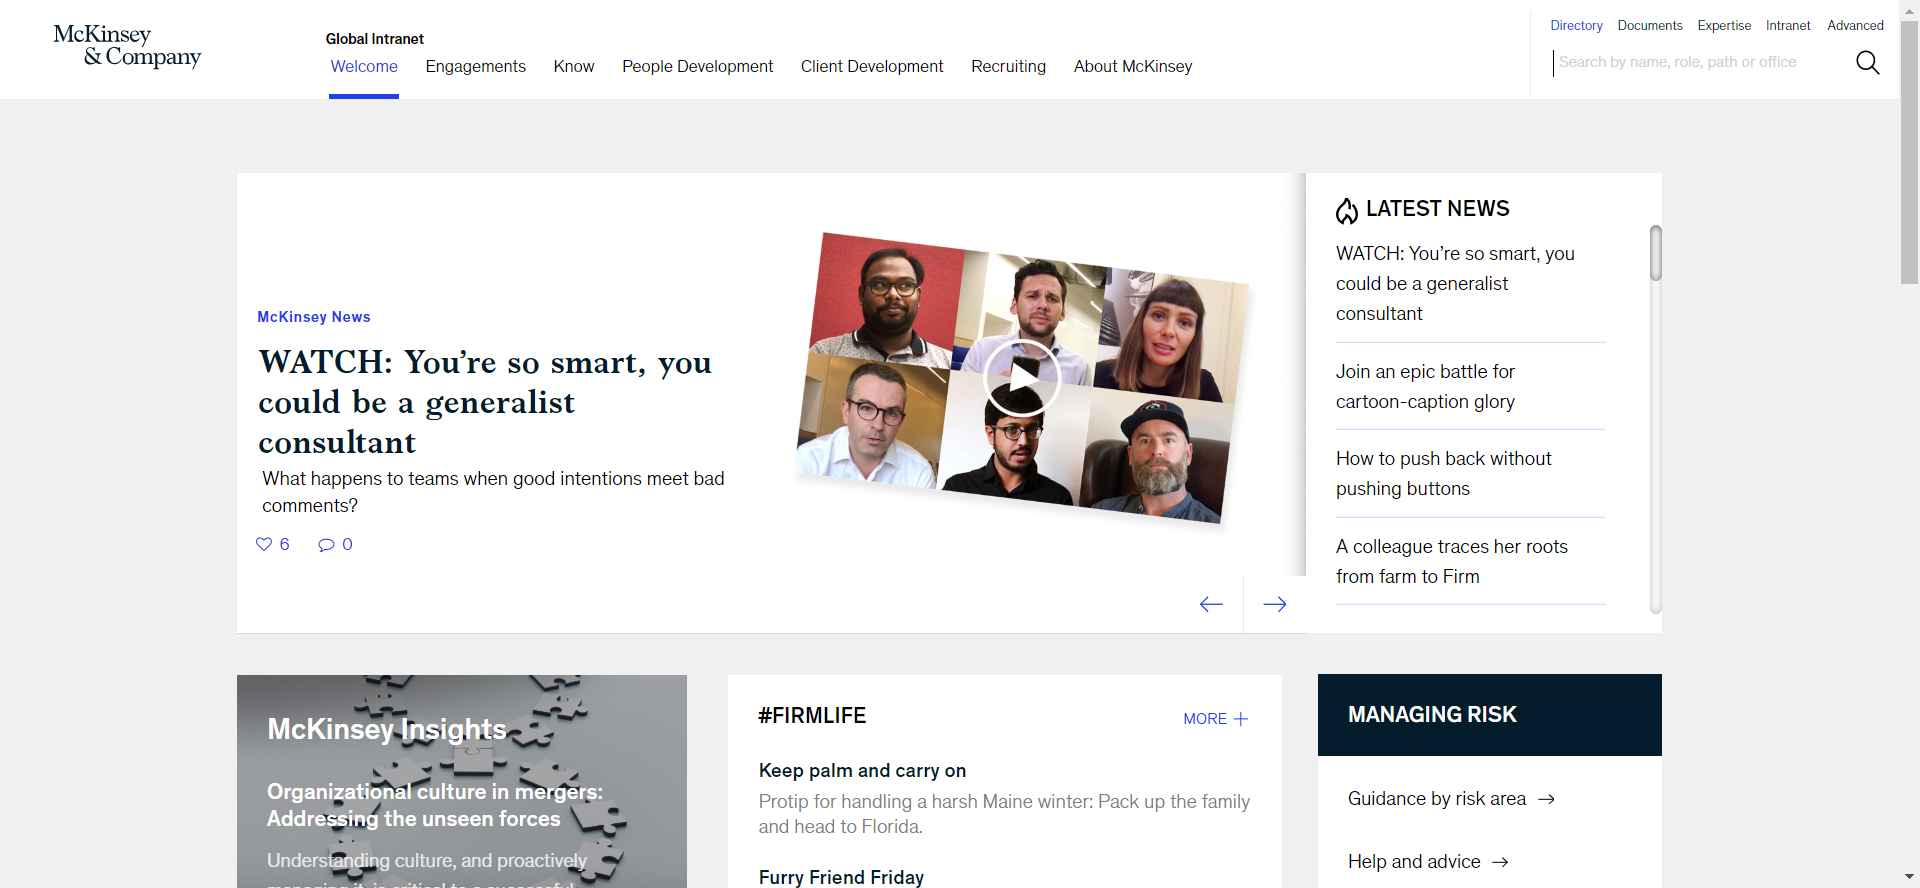 McKinsey
& Company
Global Intranet
Welcome Engagements Know People Development Client Development Recruiting About McKinsey
Directory Documents Expertise Intranet Advanced
Search by name, role, path or office
McKinsey News
WATCH: You’re so smart, you
could be a generalist
consultant
What happens to teams when good intentions meet bad
comments?
6 0
LATEST NEWS
WATCH: You’re so smart, you
could be a generalist
consultant
Join an epic battle for
cartoon-caption glory
How to push back without
pushing buttons
A colleague traces her roots
from farm to Firm
McKinsey Insights
Organizational culture in mergers:
Addressing the unseen forces
Understanding culture, and proactively
managing it, is critical to a successful
#FIRMLIFE
MORE
Keep palm and carry on
Protip for handling a harsh Maine winter: Pack up the family
and head to Florida.
Furry Friend Friday
MANAGING RISK
Guidance by risk area
Help and advice